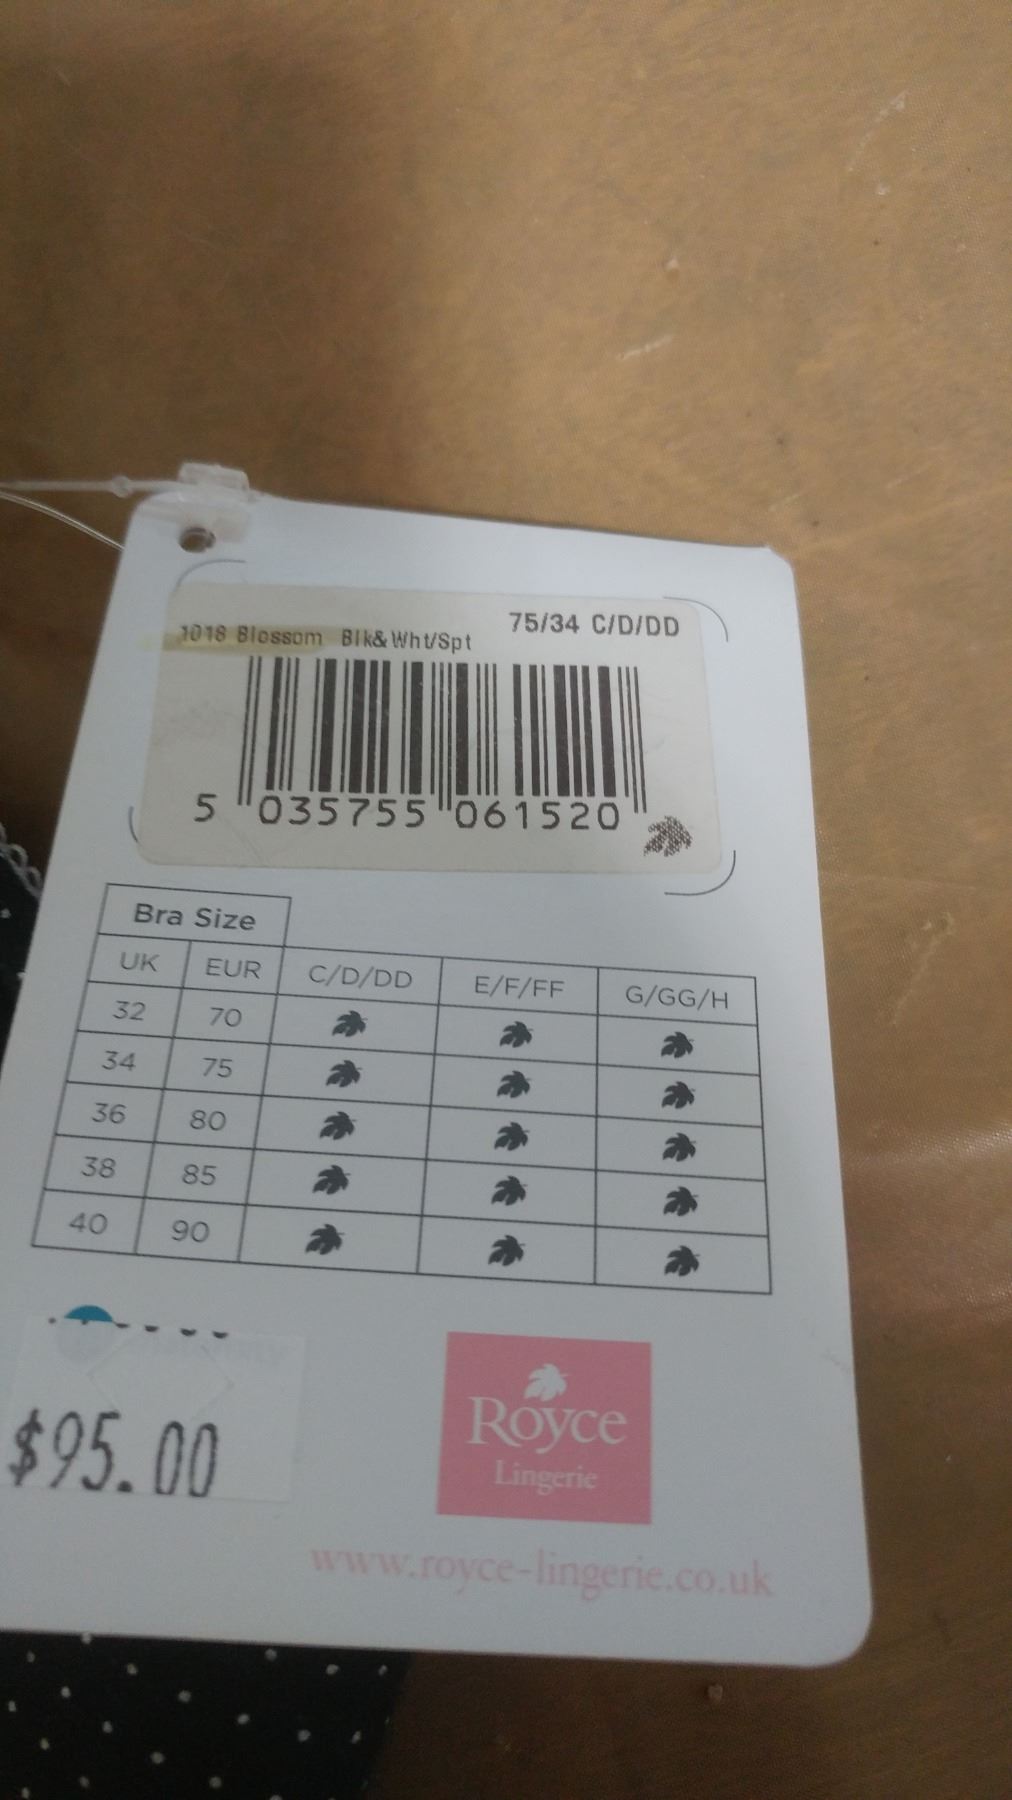 1018 Blossom Blk&Wht/Spt 75/34 C/D/DD
5 035755 061520
Bra Size
UK EUR C/D/DD E/F/FF G/GG/H
32 70
34 75
36 80
38 85
40 90
$95.00
Royce
Lingerie
www.royce-lingerie.co.uk